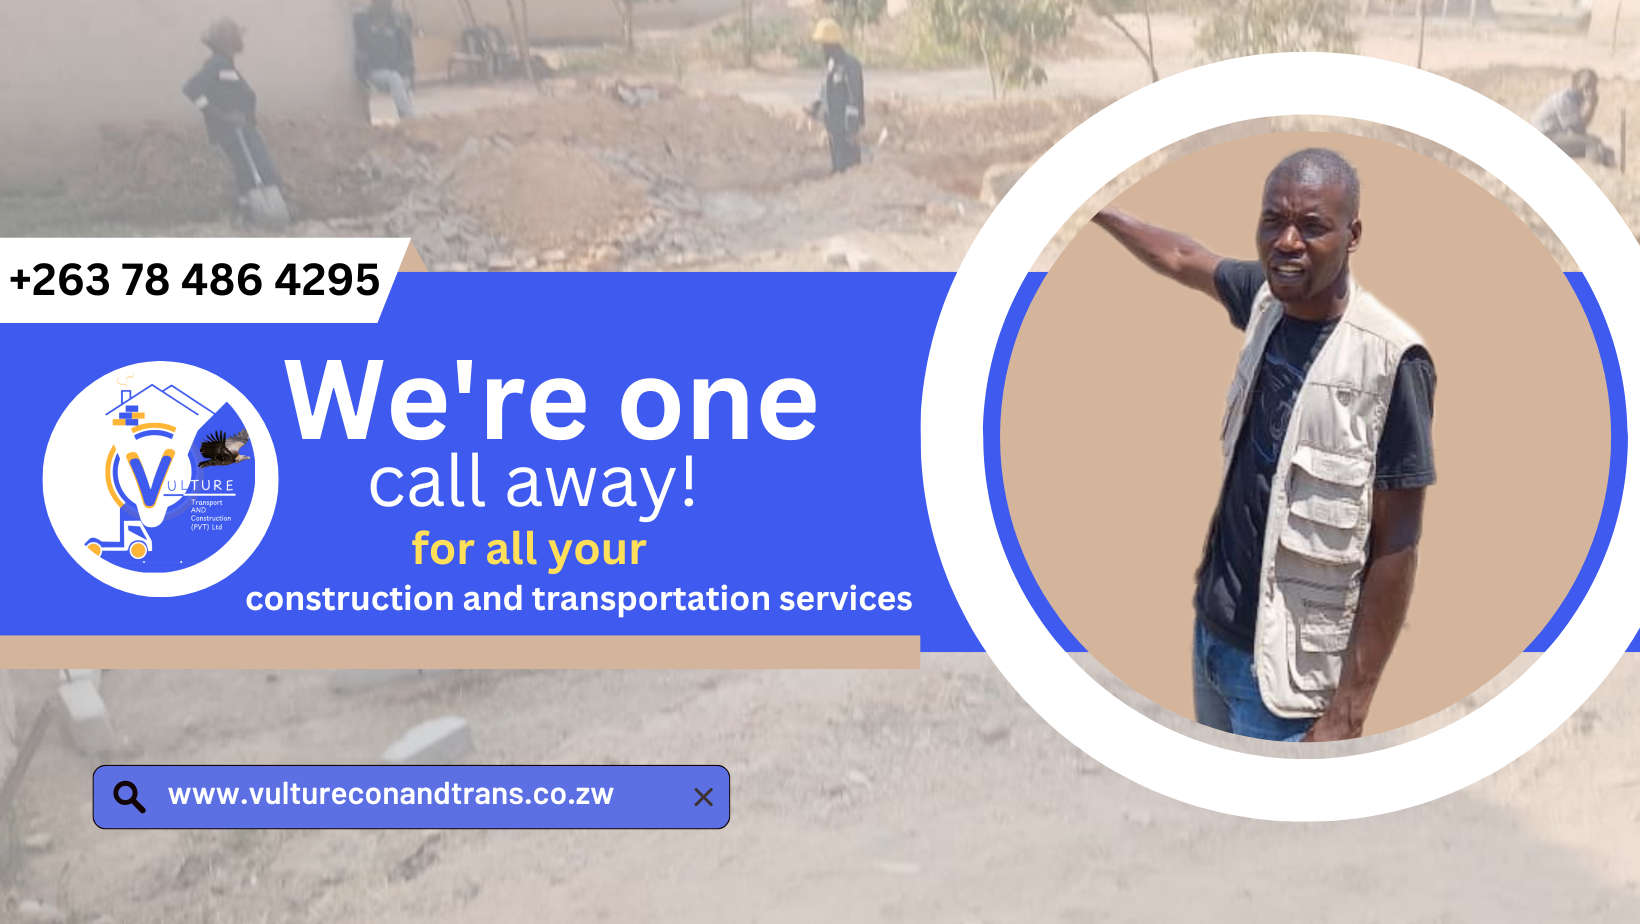 +263 78 486 4295
We're one
call away!
for all your
construction and transportation services
VULTURE
Transport
AND
Construction
(PVT) Ltd
www.vultureconandtrans.co.zw